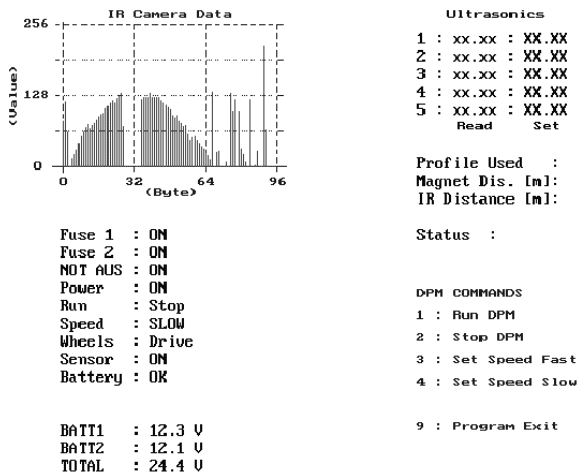 IR Camera Data
256
128
0
(Value)
0 32 64 96
(Byte)
Ultrasonics
1 : xx.xx : XX.XX
2 : xx.xx : XX.XX
3 : xx.xx : XX.XX
4 : xx.xx : XX.XX
5 : xx.xx : XX.XX
Read Set
Profile Used :
Magnet Dis. [m]:
IR Distance [m]:
Status :
Fuse 1 : ON
Fuse 2 : ON
NOT AUS : ON
Power : ON
Run : Stop
Speed : SLOW
Wheels : Drive
Sensor : ON
Battery : OK
BATT1 : 12.3 V
BATT2 : 12.1 V
TOTAL : 24.4 V
DPM COMMANDS
1 : Run DPM
2 : Stop DPM
3 : Set Speed Fast
4 : Set Speed Slow
9 : Program Exit